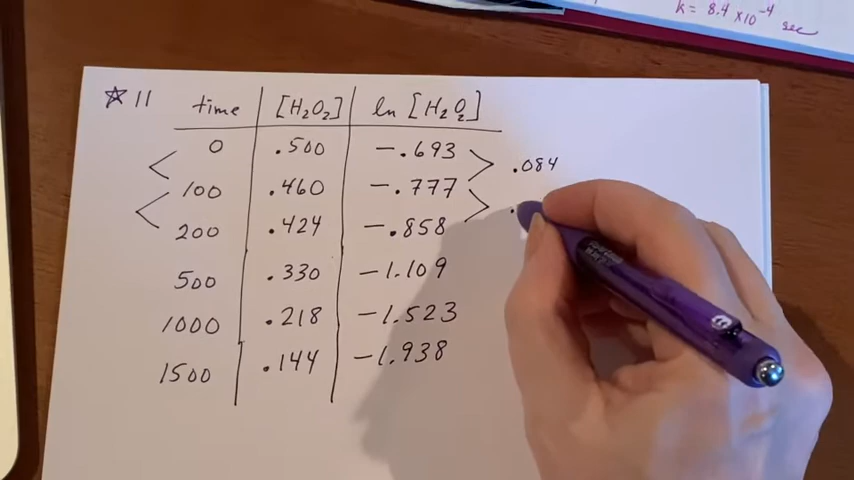 k = 8.4 x10⁻⁴ sec
☆ 11 time [H₂O₂] ln [H₂O₂]
0 .500 -.693
.084
100 .460 -.777
.
200 .424 -.858
500 .330 -1.109
1000 .218 -1.523
1500 .144 -1.938